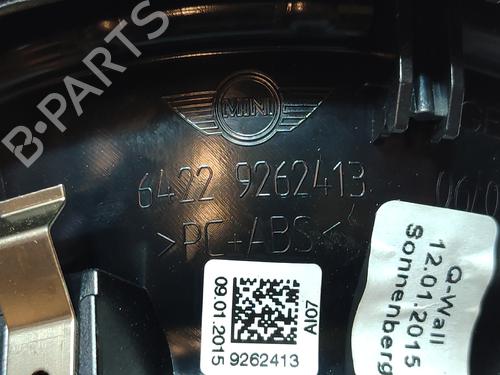 B-PARTS
MINI
6422 9262413
>PC+ABS<
09.01.2015
AI07
9262413
Q-Wall
12.01.2015
Sonnenberg